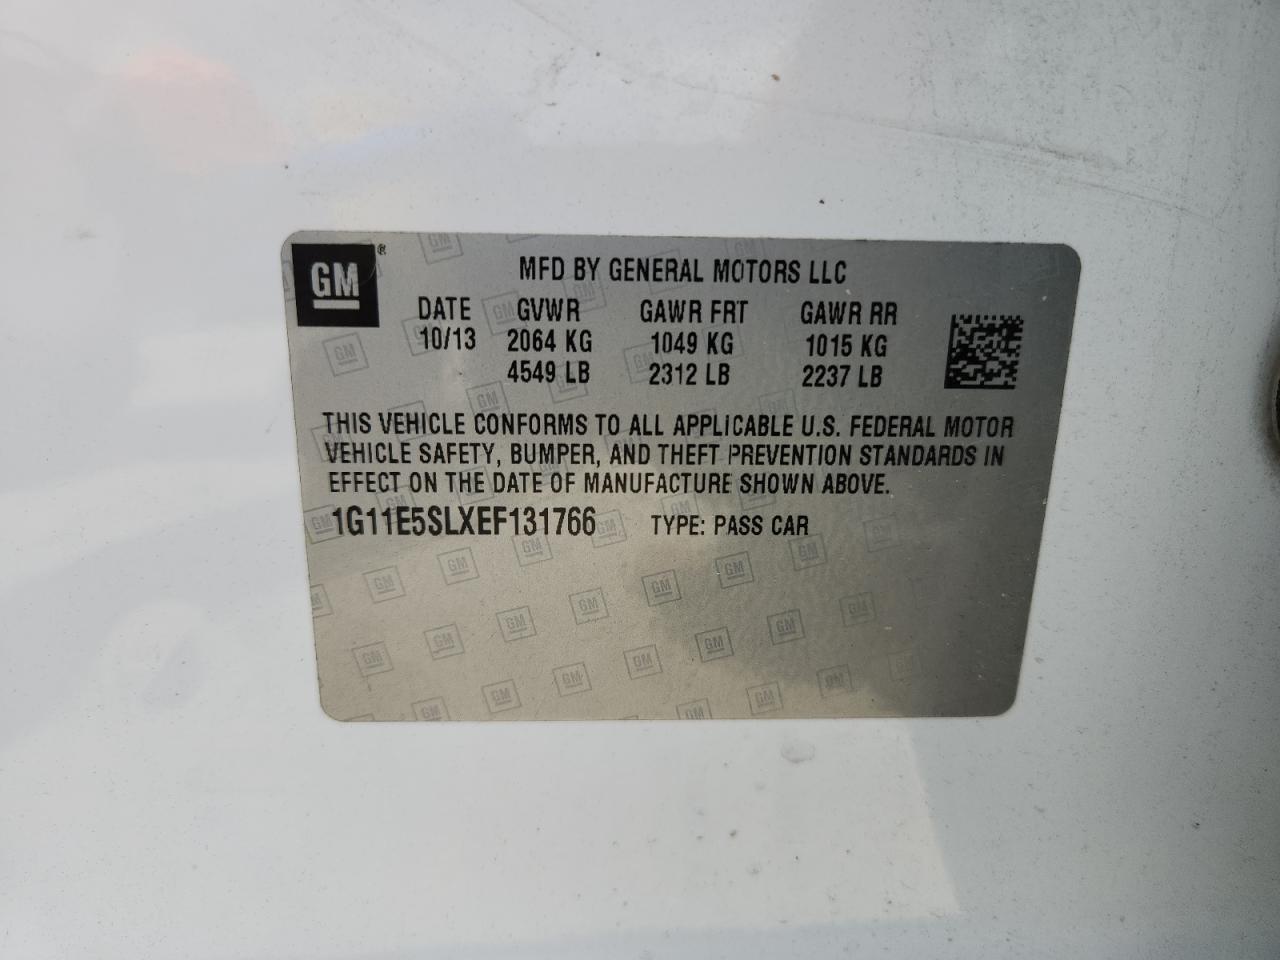 GM®
MFD BY GENERAL MOTORS LLC
DATE GVWR GAWR FRT GAWR RR
10/13 2064 KG 1049 KG 1015 KG
4549 LB 2312 LB 2237 LB
THIS VEHICLE CONFORMS TO ALL APPLICABLE U.S. FEDERAL MOTOR
VEHICLE SAFETY, BUMPER, AND THEFT PREVENTION STANDARDS IN
EFFECT ON THE DATE OF MANUFACTURE SHOWN ABOVE.
1G11E5SLXEF131766 TYPE: PASS CAR